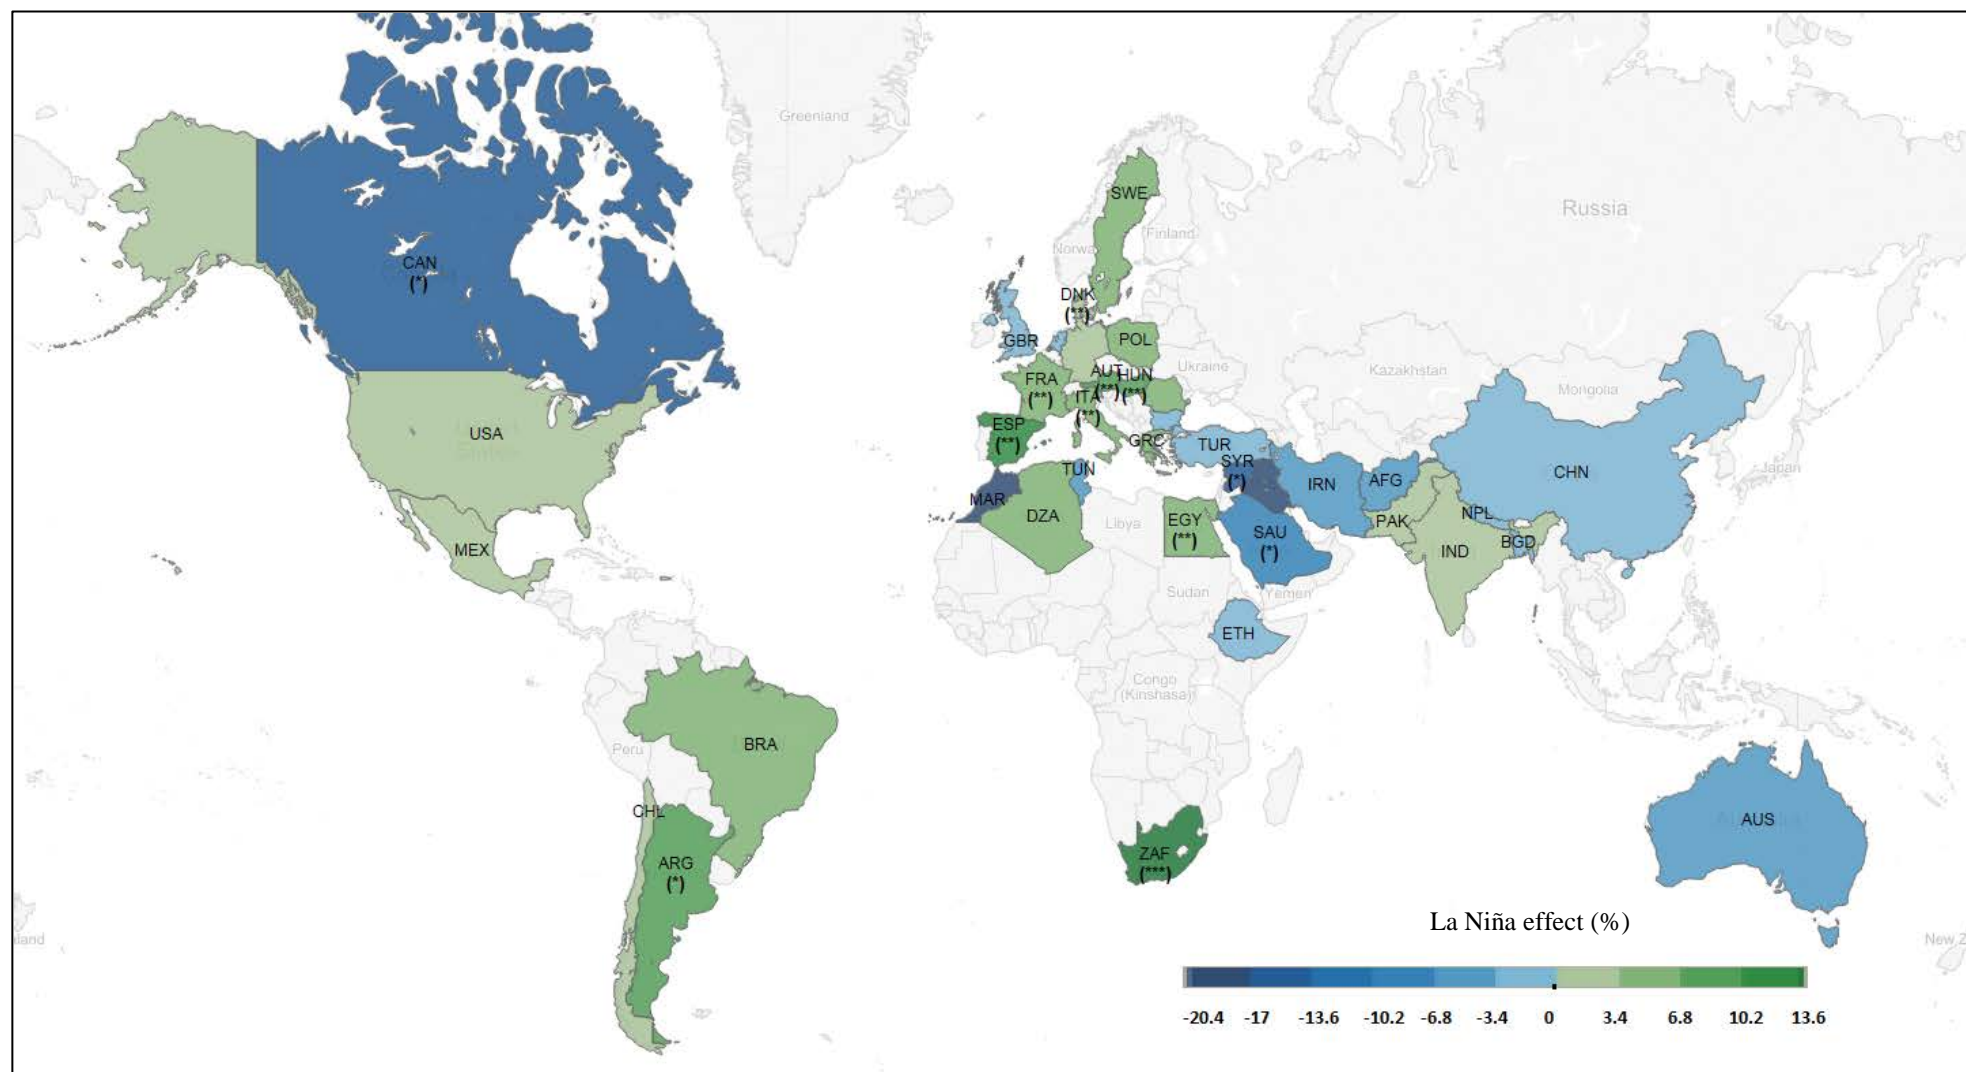 Greenland
SWE
Russia
CAN
(*)
Norwa
Finland
DNK
(**)
GBR
POL
Ukraine
Kazakhstan
Mongolia
FRA
(**)
AUT
(**)
HUN
(**)
ITA
(**)
USA
ESP
(**)
GRC
TUR
TUN
SYR
(*)
IRN
AFG
CHN
Japan
MAR
DZA
Libya
EGY
(**)
SAU
(*)
PAK
NPL
BGD
IND
MEX
Sudan
Yemen
ETH
Congo
(Kinshasa)
BRA
Peru
CHL
ARG
(*)
ZAF
(***)
AUS
land
New Z
La Niña effect (%)
-20.4 -17 -13.6 -10.2 -6.8 -3.4 0 3.4 6.8 10.2 13.6